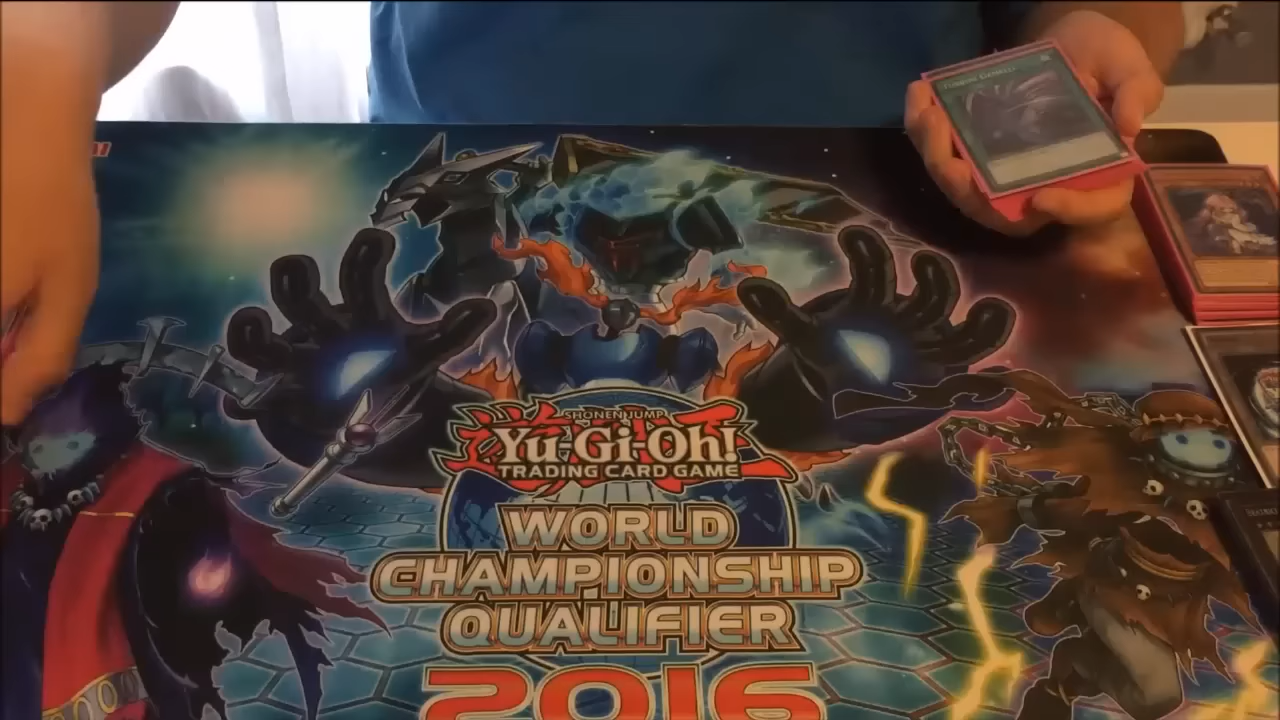 SHONEN JUMP
Yu-Gi-Oh!
TRADING CARD GAME
WORLD
CHAMPIONSHIP
QUALIFIER
2016